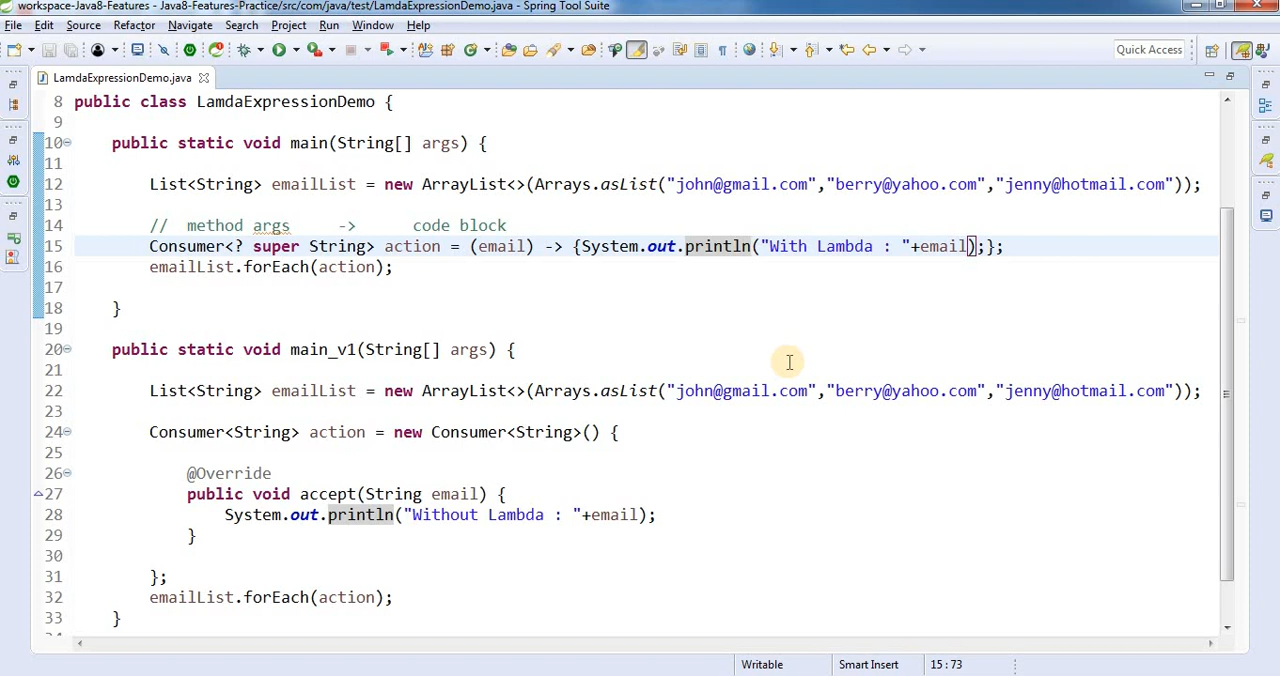 workspace-Java8-Features - Java8-Features-Practice/src/com/java/test/LamdaExpressionDemo.java - Spring Tool Suite
File Edit Source Refactor Navigate Search Project Run Window Help
Quick Access
LamdaExpressionDemo.java
8 public class LamdaExpressionDemo {
9
10 public static void main(String[] args) {
11
12 List<String> emailList = new ArrayList<>(Arrays.asList("john@gmail.com","berry@yahoo.com","jenny@hotmail.com"));
13
14 // method args -> code block
15 Consumer<? super String> action = (email) -> {System.out.println("With Lambda : "+email);};
16 emailList.forEach(action);
17
18 }
19
20 public static void main_v1(String[] args) {
21
22 List<String> emailList = new ArrayList<>(Arrays.asList("john@gmail.com","berry@yahoo.com","jenny@hotmail.com"));
23
24 Consumer<String> action = new Consumer<String>() {
25
26 @Override
27 public void accept(String email) {
28 System.out.println("Without Lambda : "+email);
29 }
30
31 };
32 emailList.forEach(action);
33 }
Writable Smart Insert 15:73